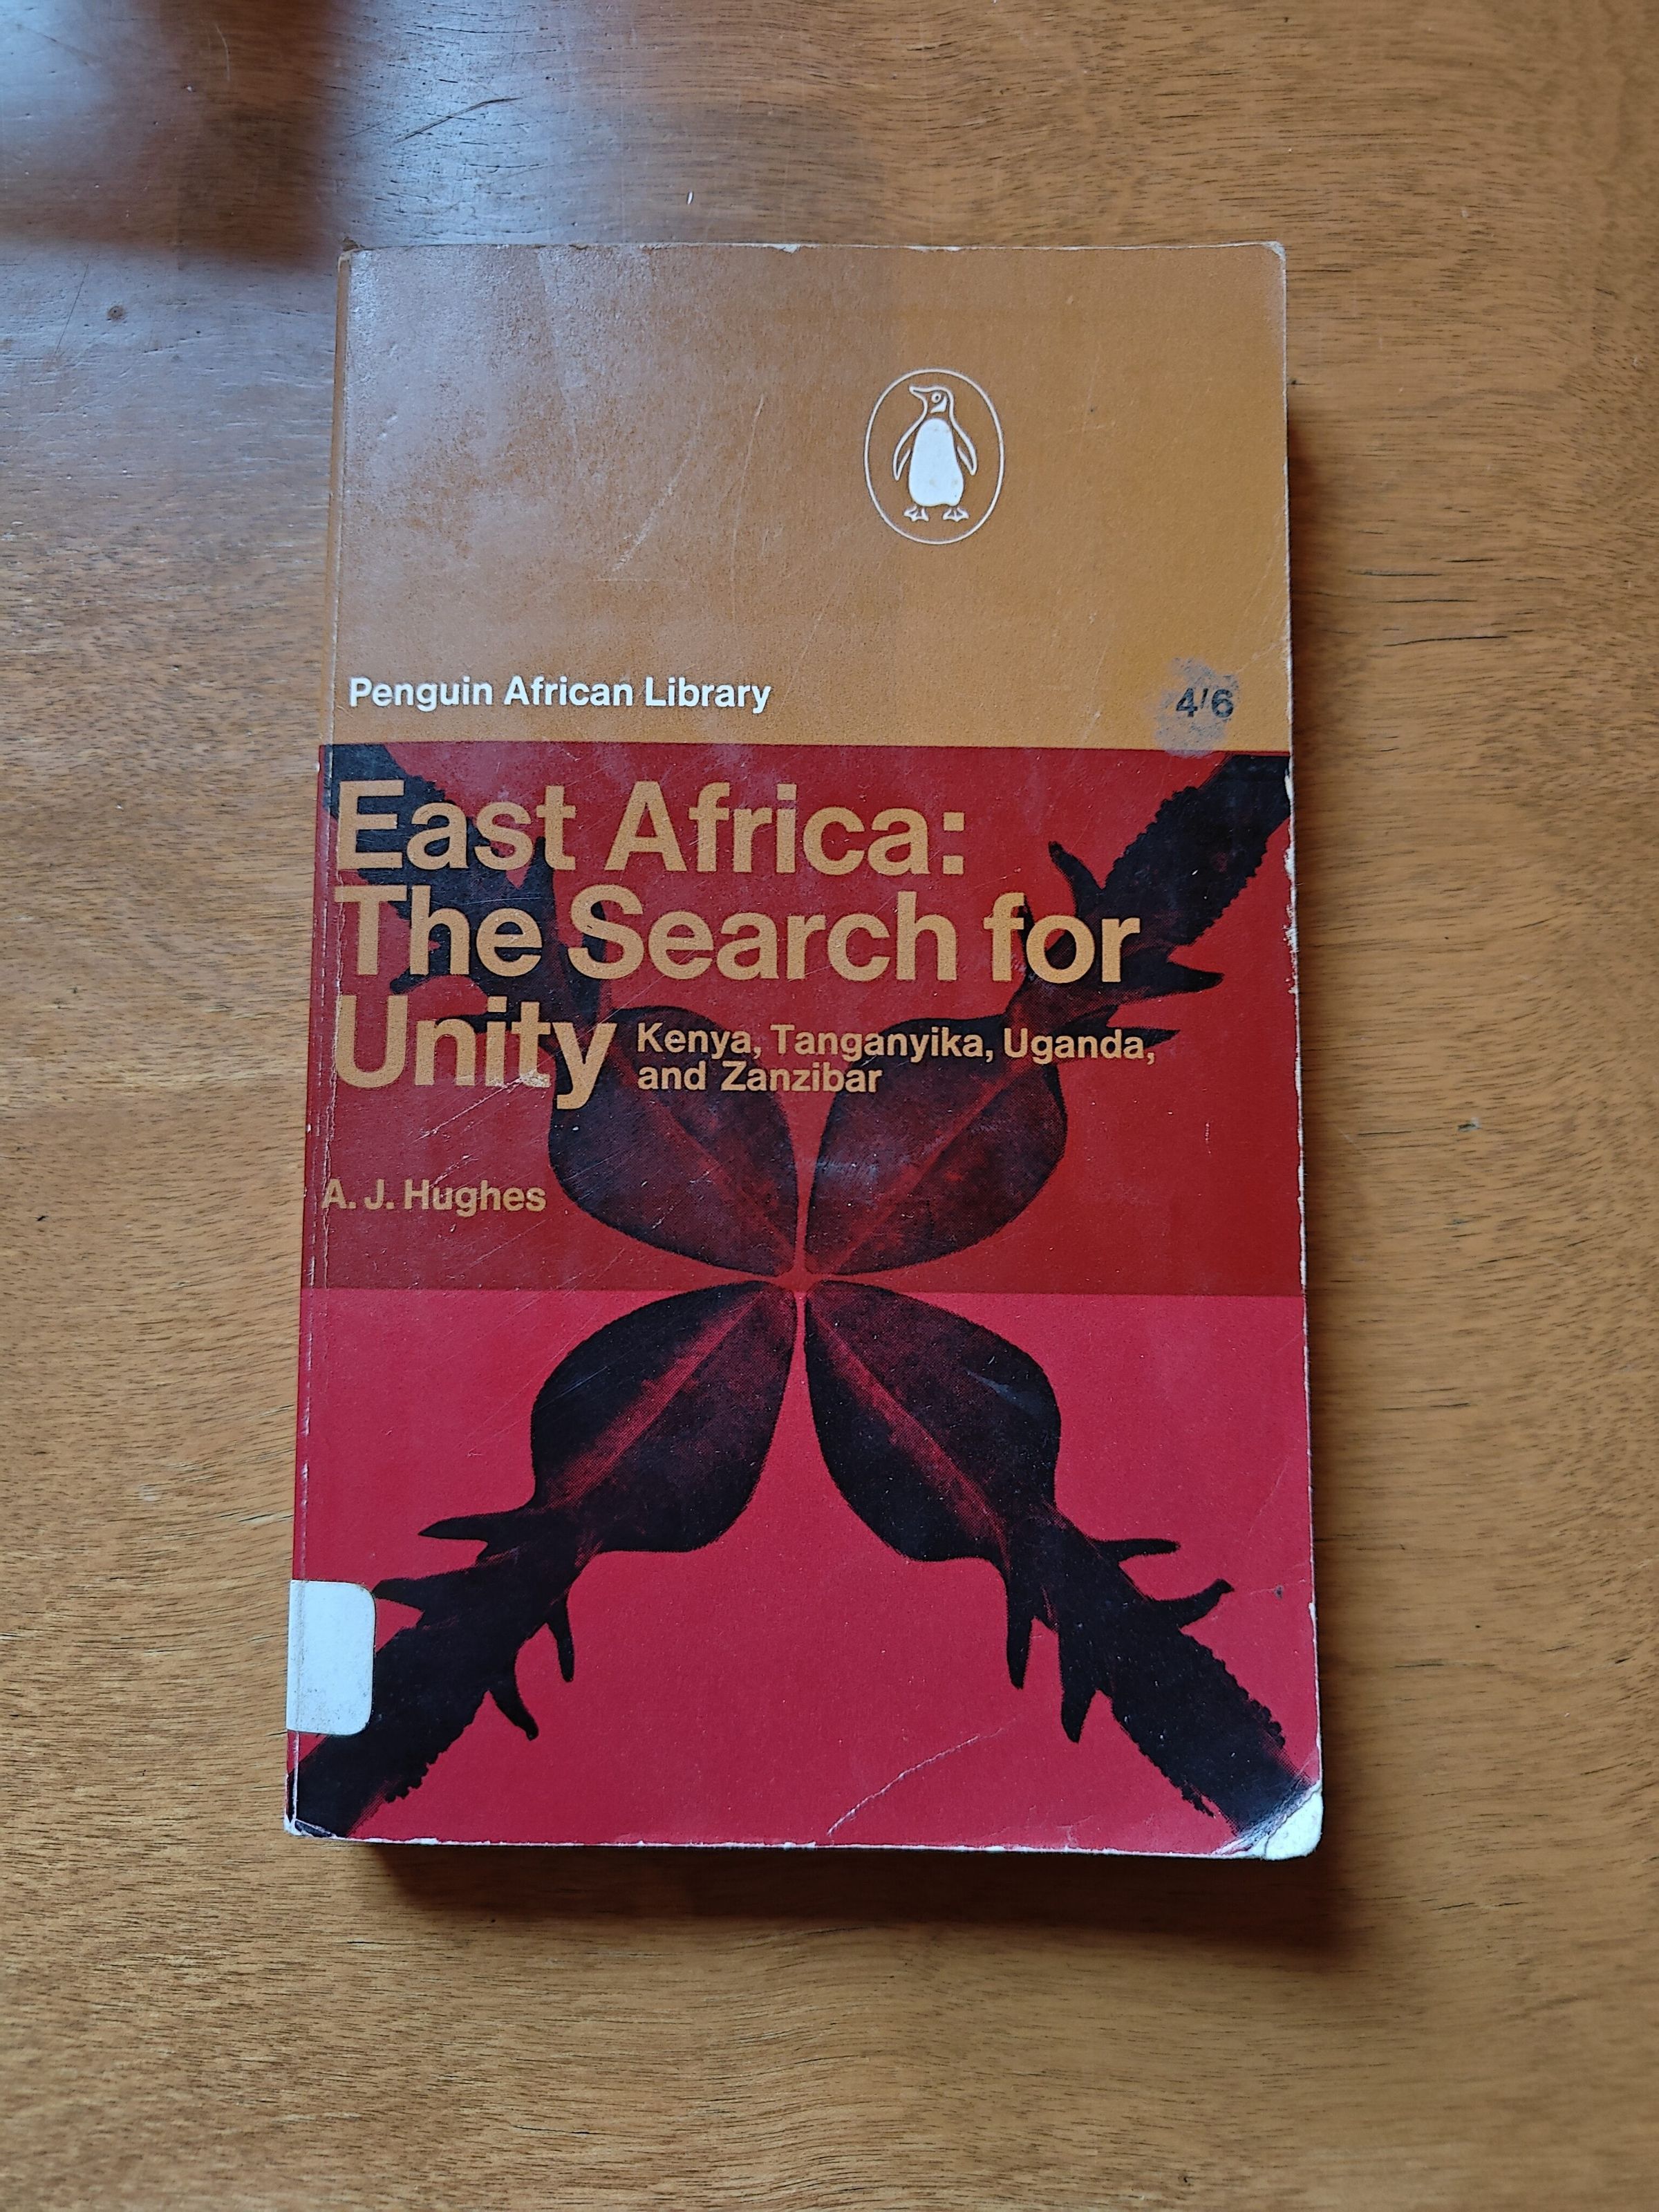 Penguin African Library
4/6
East Africa:
The Search for
Unity Kenya, Tanganyika, Uganda,
and Zanzibar
A. J. Hughes